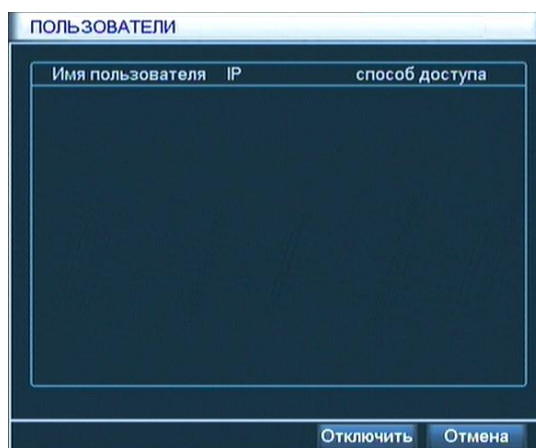 ПОЛЬЗОВАТЕЛИ
Имя пользователя IP способ доступа
Отключить Отмена